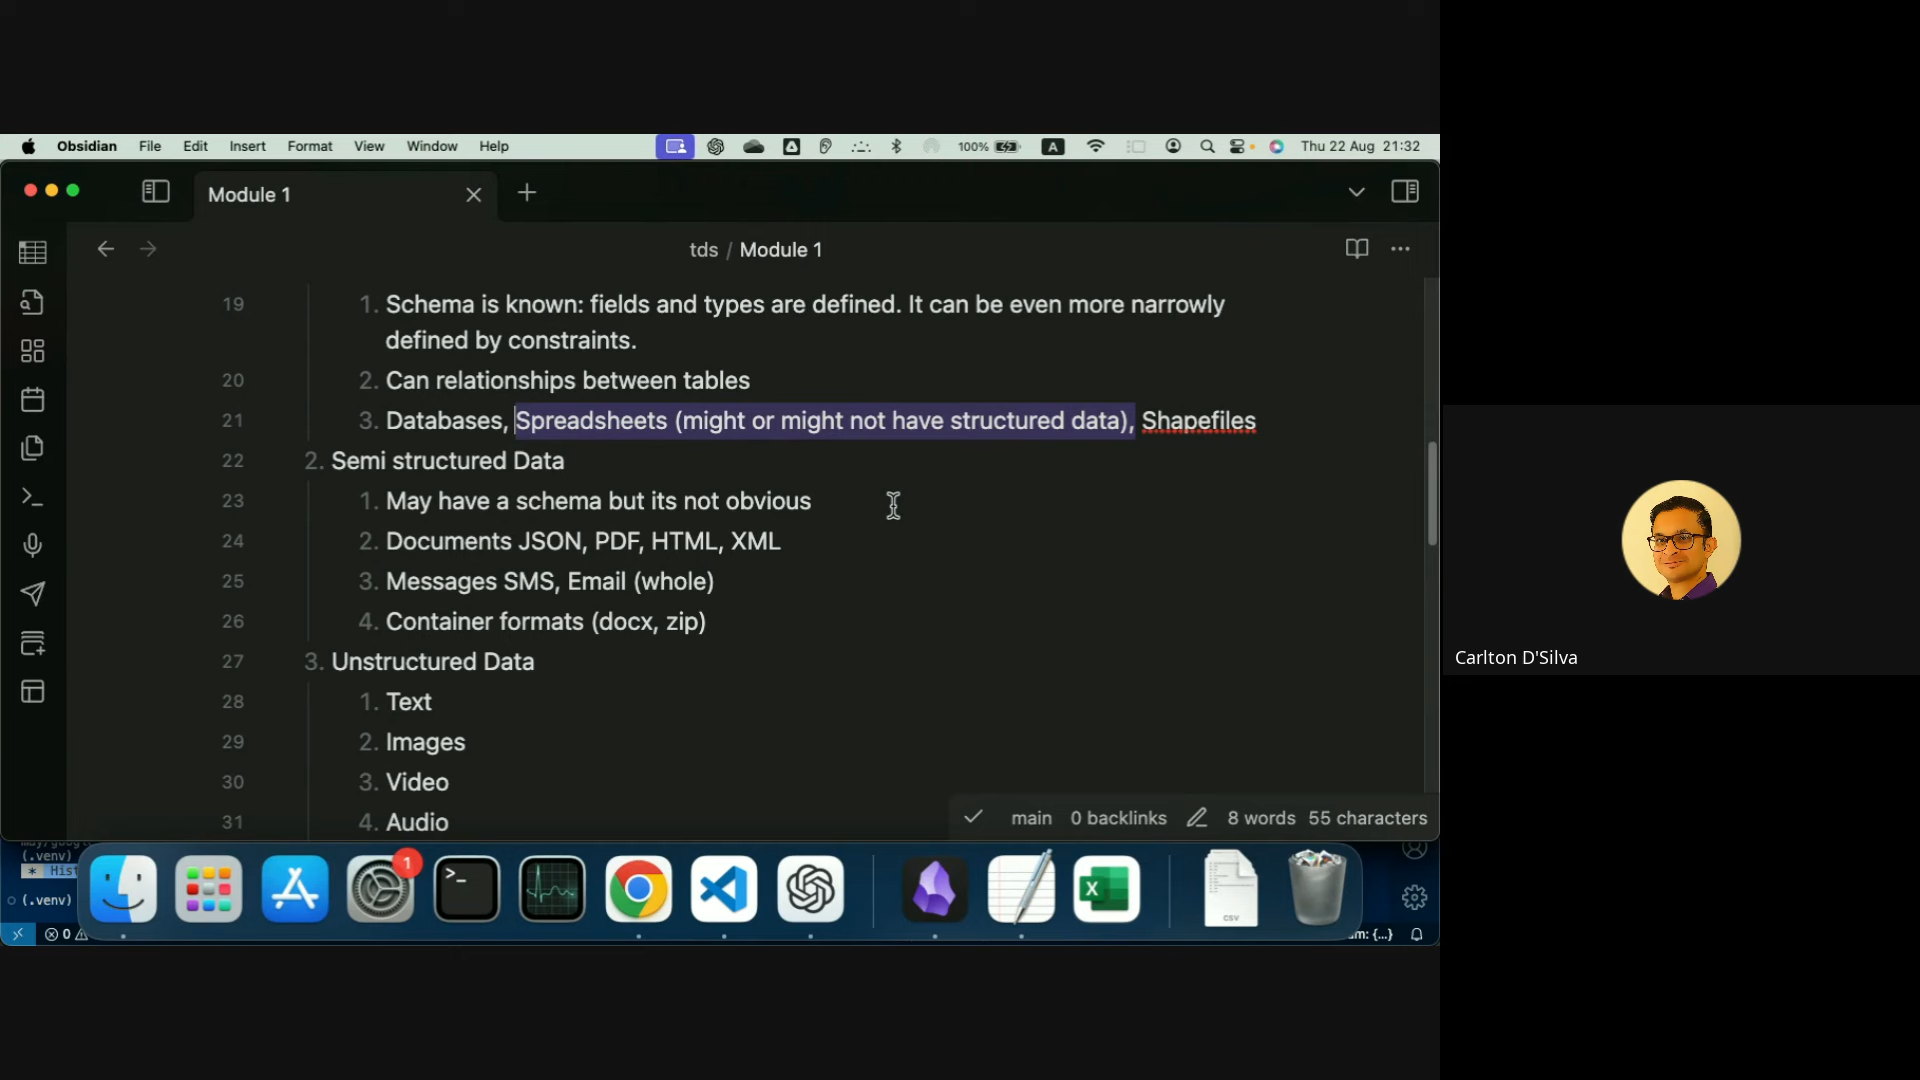 Obsidian File Edit Insert Format View Window Help 100% A Thu 22 Aug 21:32
Module 1
tds / Module 1
19 1. Schema is known: fields and types are defined. It can be even more narrowly
defined by constraints.
20 2. Can relationships between tables
21 3. Databases, Spreadsheets (might or might not have structured data), Shapefiles
22 2. Semi structured Data
23 1. May have a schema but its not obvious
24 2. Documents JSON, PDF, HTML, XML
25 3. Messages SMS, Email (whole)
26 4. Container formats (docx, zip)
27 3. Unstructured Data
28 1. Text
29 2. Images
30 3. Video
31 4. Audio
main 0 backlinks 8 words 55 characters
Carlton D'Silva
(.venv)
* Hist
(.venv)
1
CSV
0
{...}